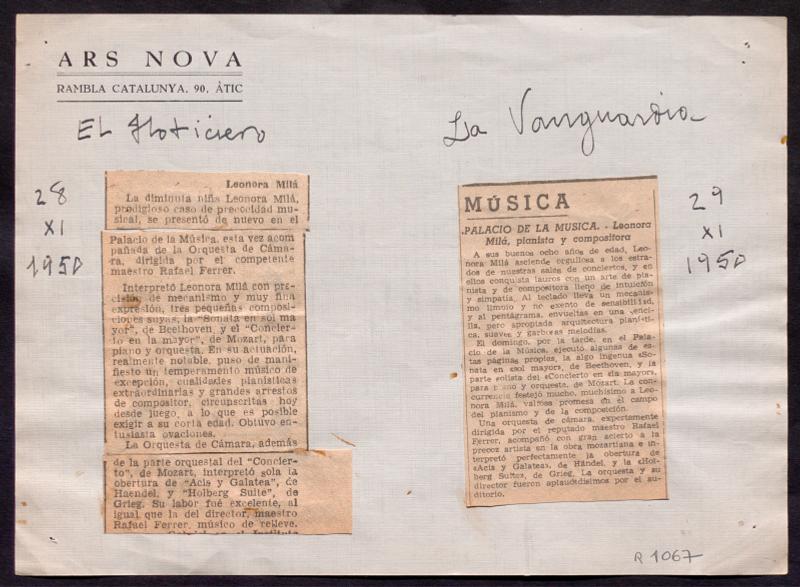 ARS NOVA
RAMBLA CATALUNYA, 90, ÀTIC
EL Noticiero
28
XI
1950
Leonora Milá
La diminuta niña Leonora Milá,
prodigioso caso de precocidad mu-
sical, se presentó de nuevo en el
Palacio de la Música, esta vez acom
pañada de la Orquesta de Cáma-
ra, dirigida por el competente
maestro Rafael Ferrer.
Interpretó Leonora Milá con pre-
cisión de mecanismo y muy fina
expresión, tres pequeñas composi-
ciones suyas, la "Sonata en sol ma
yor", de Beethoven, y el "Concier-
to en la mayor", de Mozart, para
piano y orquesta. En su actuación,
realmente notable, puso de mani-
fiesto un temperamento músico de
excepción, cualidades pianísticas
extraordinarias y grandes arrestos
de compositor, circunscritas hoy
desde luego, a lo que es posible
exigir a su corta edad. Obtuvo en-
tusiasta ovaciones.
La Orquesta de Cámara, además
de la parte orquestal del "Concier-
to", de Mozart, interpretó sola la
obertura de "Acis y Galatea", de
Haendel, y "Holberg Suite", de
Grieg. Su labor fué excelente, al
igual que la del director, maestro
Rafael Ferrer, músico de relieve.
La Vanguardia
29
XI
1950
MÚSICA
PALACIO DE LA MUSICA. - Leonora
Milá, pianista y compositora
A sus buenos ocho años de edad, Leo-
nora Milá asciende orgullosa a los estra-
dos de nuestras salas de conciertos, y en
ellos conquista lauros con un arte de pia-
nista y de compositora lleno de intuición
y simpatía. Al teclado lleva un mecanis-
mo limpio y no exento de sensibilidad,
y al pentágrama, envueltas en una senci-
lla, pero apropiada arquitectura pianísti-
ca, suaves y garbosas melodías.
El domingo, por la tarde, en el Pala-
cio de la Música, ejecutó algunas de es-
tas páginas propias, la algo ingenua «So-
nata en «sol mayor», de Beethoven, y la
parte solista del «Concierto en «la mayor»,
para piano y orquesta, de Mozart. La con-
currencia festejó mucho, muchísimo a Leo-
nora Milá, valiosa promesa en el campo
del pianismo y de la composición.
Una orquesta de cámara, expertamente
dirigida por el reputado maestro Rafael
Ferrer, acompañó con gran acierto a la
precoz artista en la obra mozartiana e in-
terpretó perfectamente la obertura de
«Acis y Galatea», de Händel, y la «Hol-
berg Suite», de Grieg. La orquesta y su
director fueron aplaudidísimos por el au-
ditorio.
R 1067